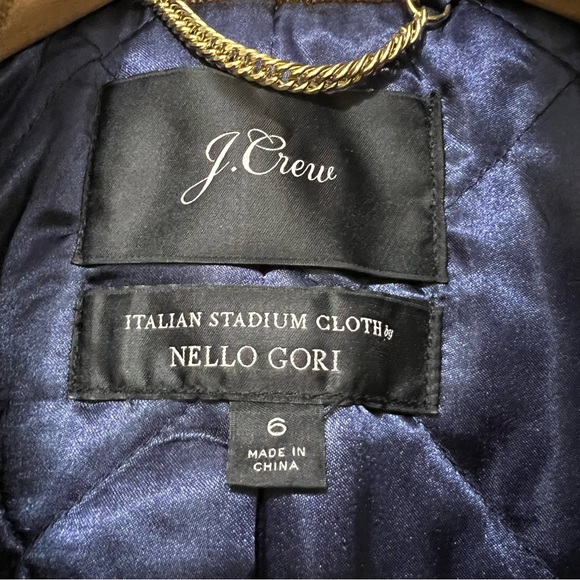 J.Crew
ITALIAN STADIUM CLOTH by
NELLO GORI
6
MADE IN
CHINA